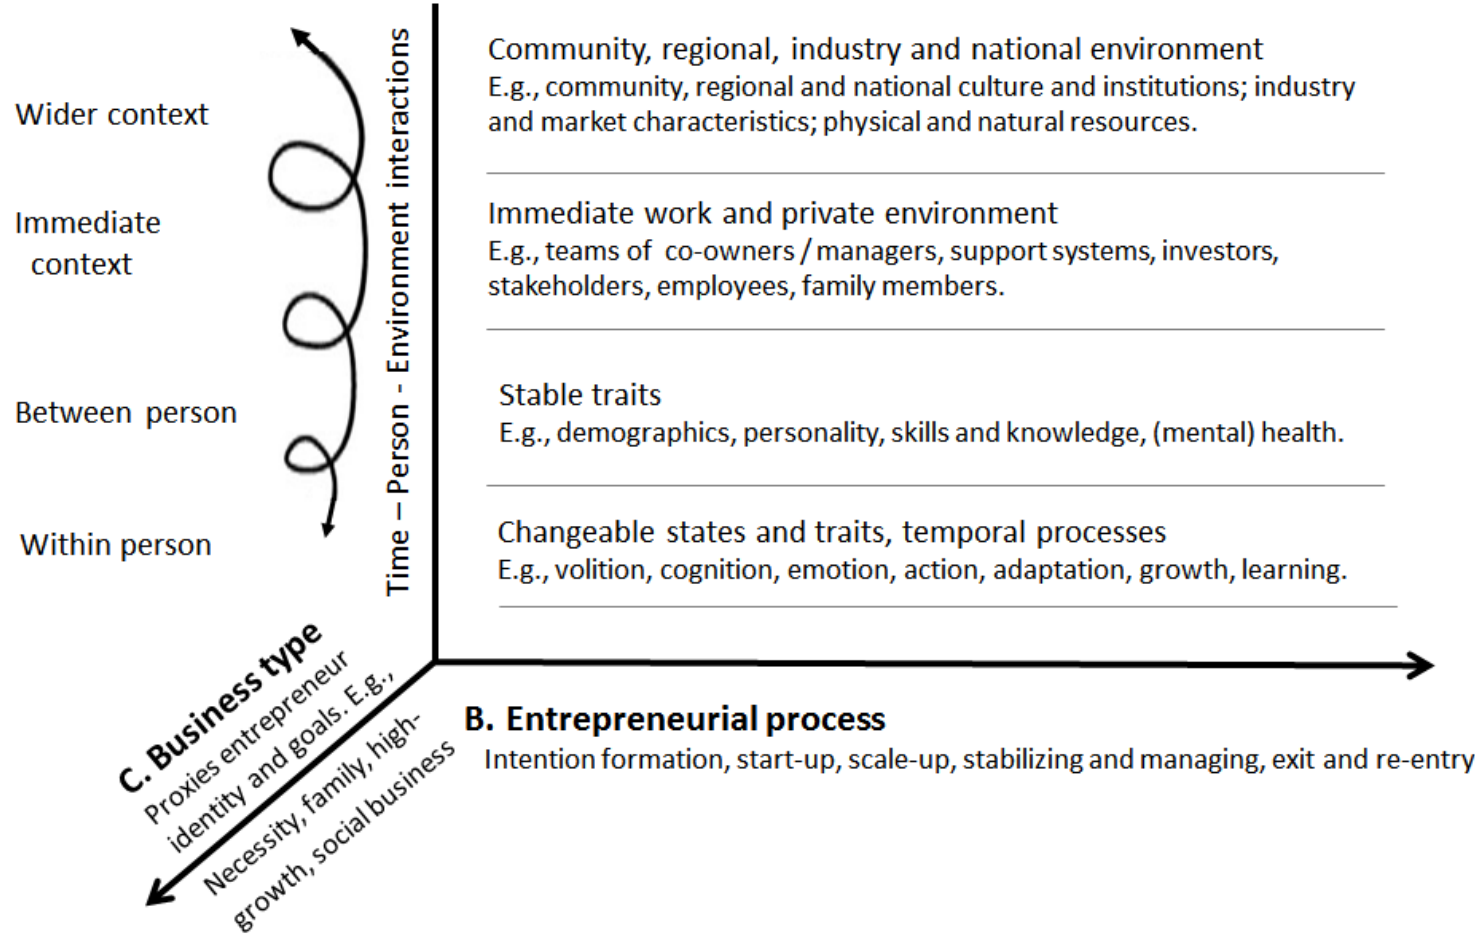 Wider context
Immediate
context
Between person
Within person
Time – Person - Environment interactions
Community, regional, industry and national environment
E.g., community, regional and national culture and institutions; industry
and market characteristics; physical and natural resources.
Immediate work and private environment
E.g., teams of co-owners / managers, support systems, investors,
stakeholders, employees, family members.
Stable traits
E.g., demographics, personality, skills and knowledge, (mental) health.
Changeable states and traits, temporal processes
E.g., volition, cognition, emotion, action, adaptation, growth, learning.
C. Business type
Proxies entrepreneur
identity and goals. E.g.,
Necessity, family, high-
growth, social business
B. Entrepreneurial process
Intention formation, start-up, scale-up, stabilizing and managing, exit and re-entry